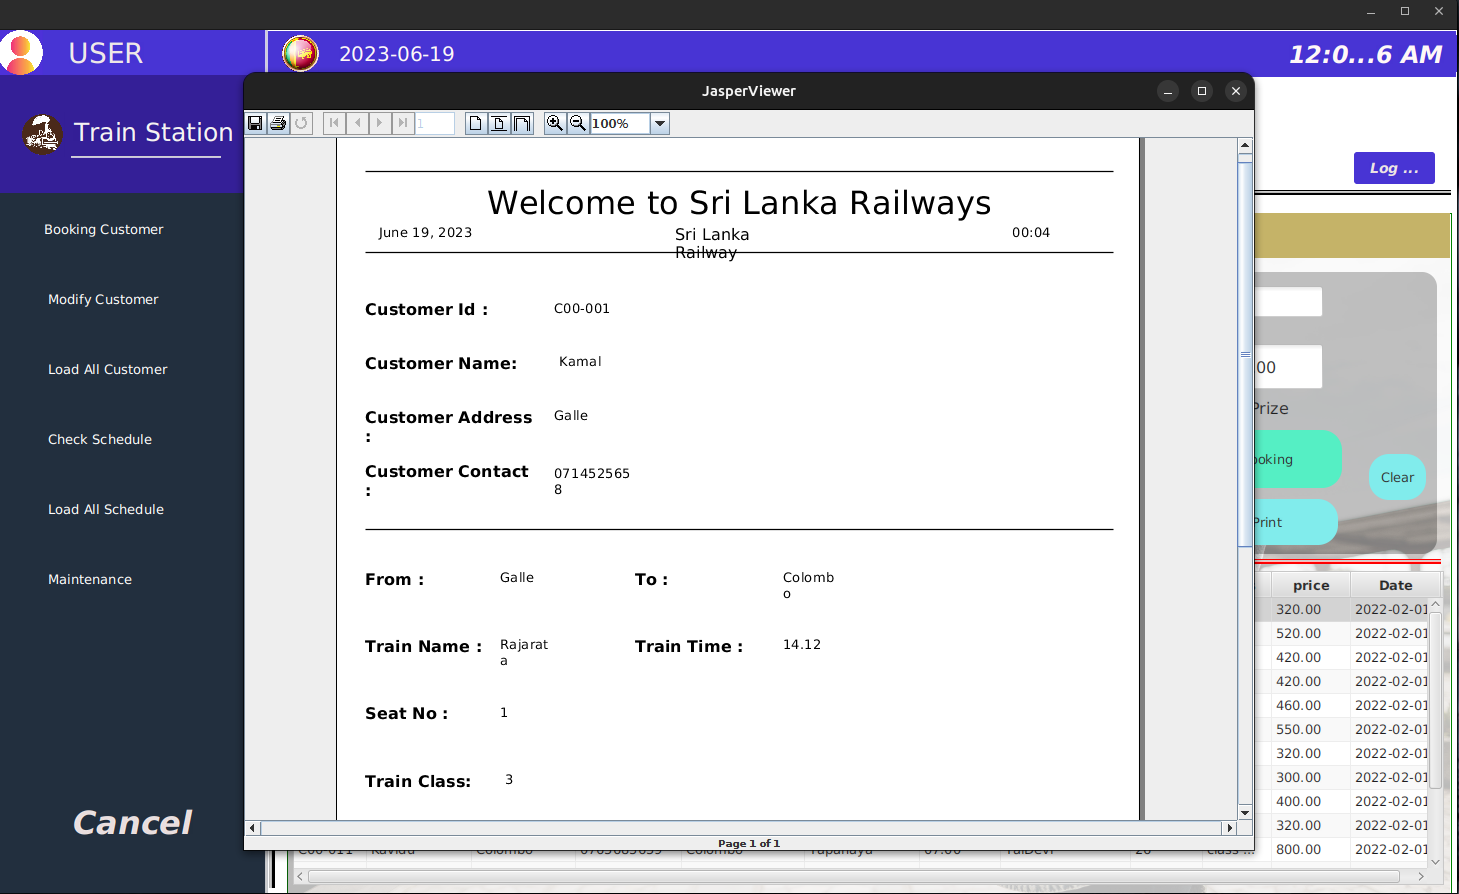 USER
2023-06-19
12:0...6 AM
Train Station
Log ...
Booking Customer
Modify Customer
Load All Customer
Check Schedule
Load All Schedule
Maintenance
Cancel
JasperViewer
1
100%
Welcome to Sri Lanka Railways
June 19, 2023
Sri Lanka
Railway
00:04
Customer Id :
C00-001
Customer Name:
Kamal
Customer Address
:
Galle
Customer Contact
:
071452565
8
From :
Galle
To :
Colomb
o
Train Name :
Rajarat
a
Train Time :
14.12
Seat No :
1
Train Class:
3
Page 1 of 1
00
Prize
ooking
Clear
Print
price Date
320.00 2022-02-01
520.00 2022-02-01
420.00 2022-02-01
420.00 2022-02-01
460.00 2022-02-01
550.00 2022-02-01
320.00 2022-02-01
300.00 2022-02-01
400.00 2022-02-01
320.00 2022-02-01
800.00 2022-02-01